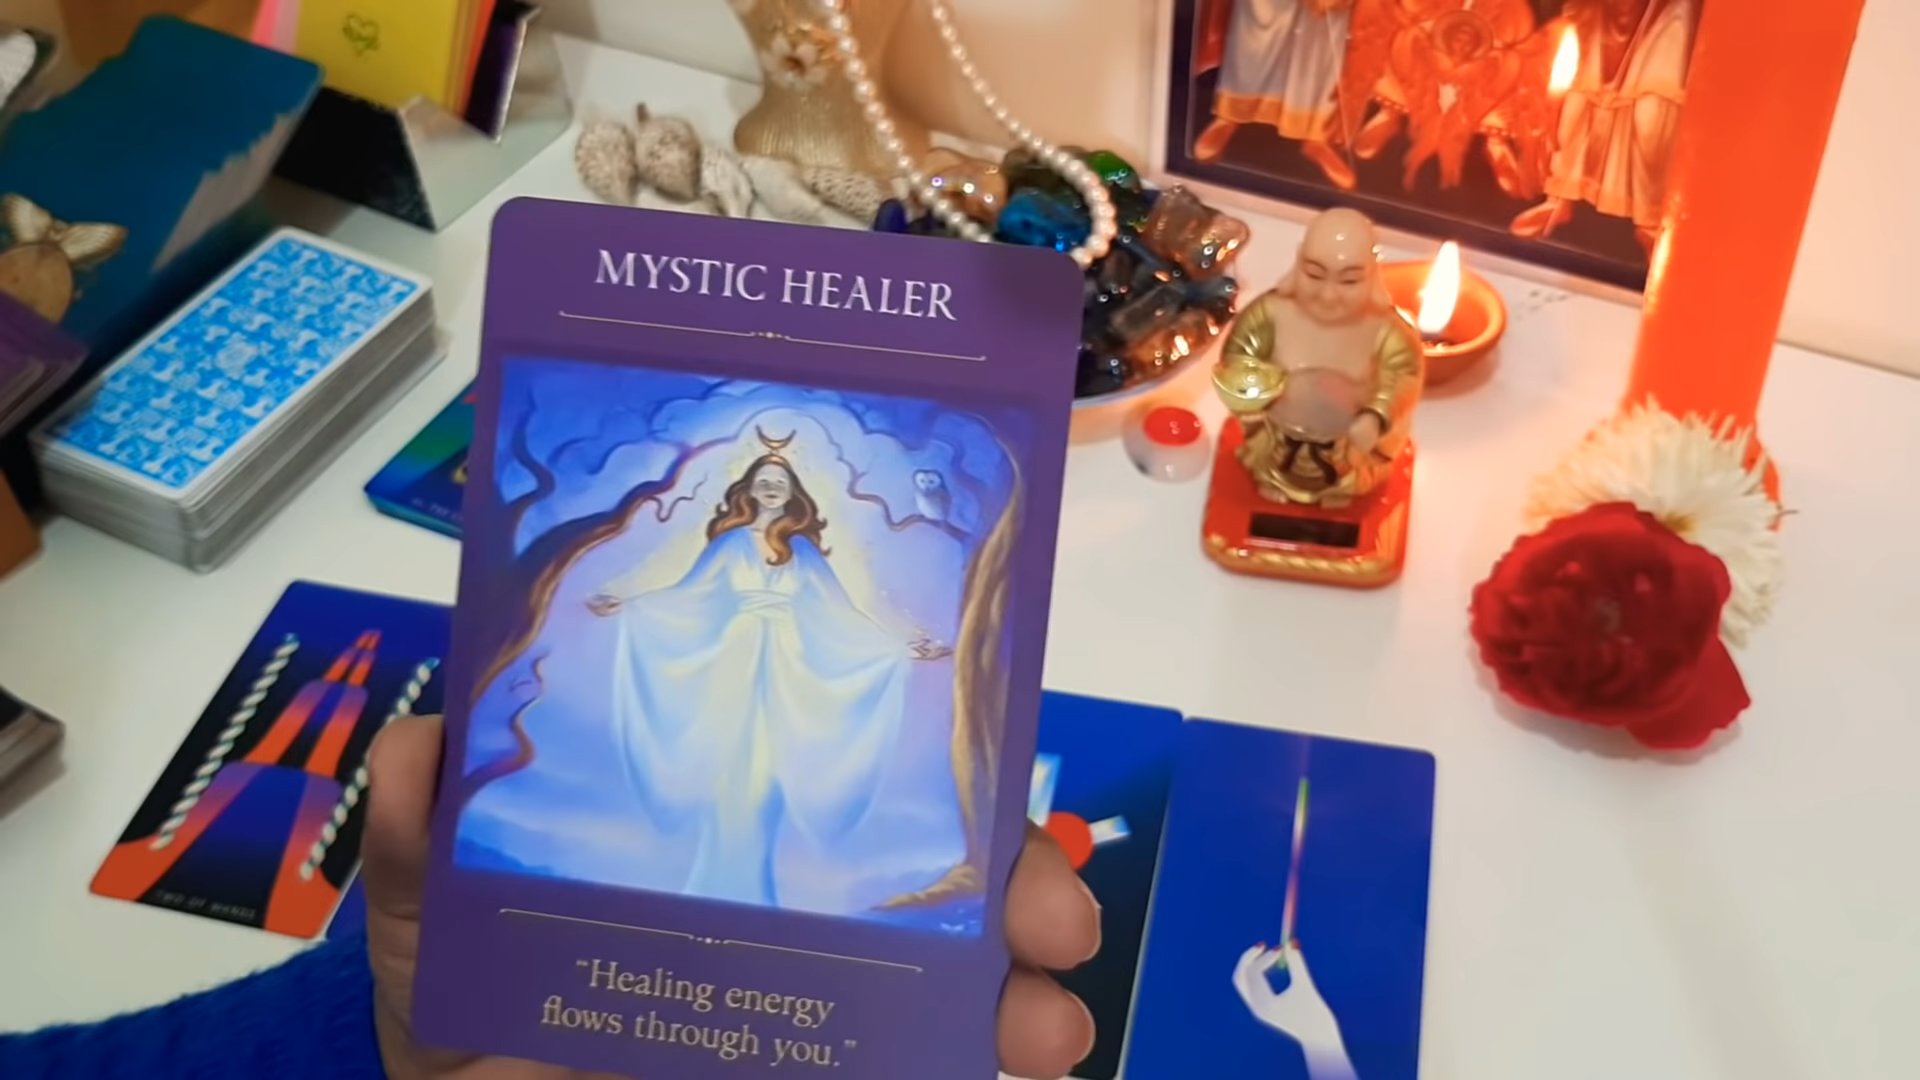 MYSTIC HEALER
"Healing energy
flows through you."
TWO OF WANDS